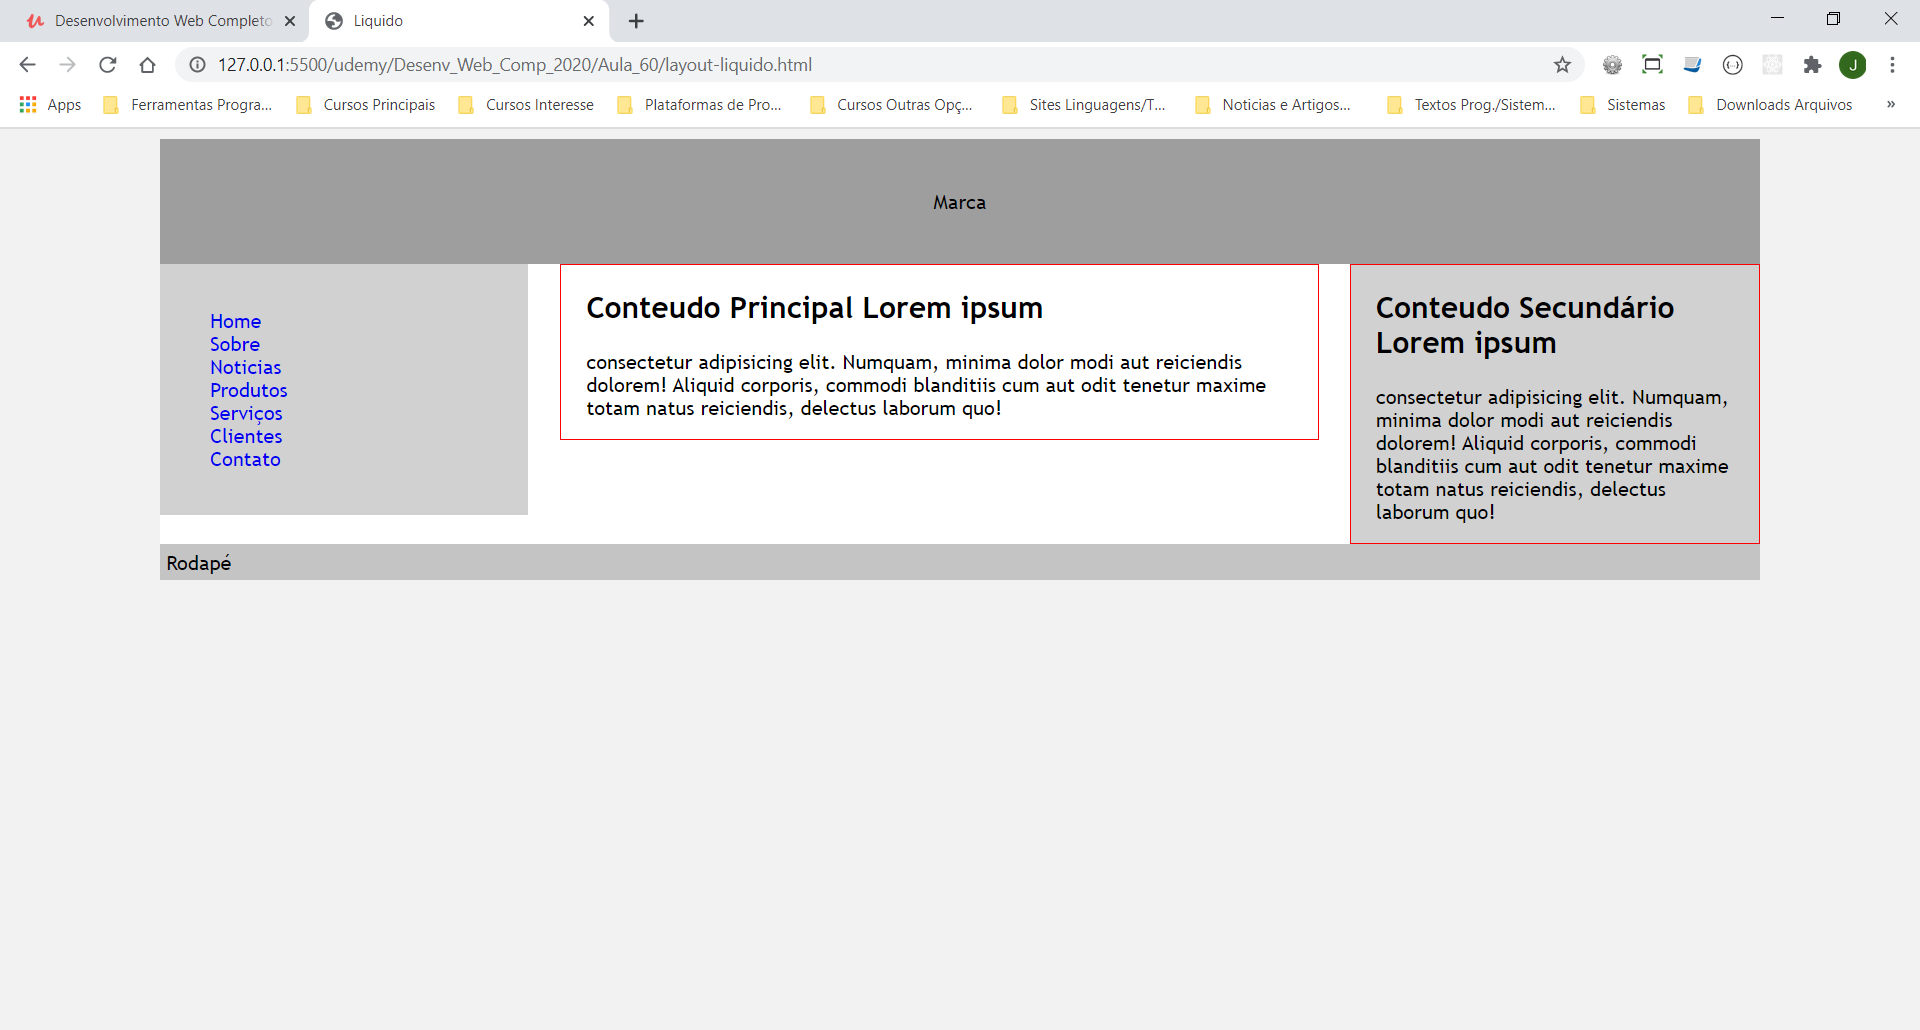 Desenvolvimento Web Completo
Liquido
127.0.0.1:5500/udemy/Desenv_Web_Comp_2020/Aula_60/layout-liquido.html
J
Apps
Ferramentas Progra...
Cursos Principais
Cursos Interesse
Plataformas de Pro...
Cursos Outras Opç...
Sites Linguagens/T...
Noticias e Artigos...
Textos Prog./Sistem...
Sistemas
Downloads Arquivos
»
Marca
Home
Sobre
Noticias
Produtos
Serviços
Clientes
Contato
Conteudo Principal Lorem ipsum
consectetur adipisicing elit. Numquam, minima dolor modi aut reiciendis
dolorem! Aliquid corporis, commodi blanditiis cum aut odit tenetur maxime
totam natus reiciendis, delectus laborum quo!
Conteudo Secundário
Lorem ipsum
consectetur adipisicing elit. Numquam,
minima dolor modi aut reiciendis
dolorem! Aliquid corporis, commodi
blanditiis cum aut odit tenetur maxime
totam natus reiciendis, delectus
laborum quo!
Rodapé